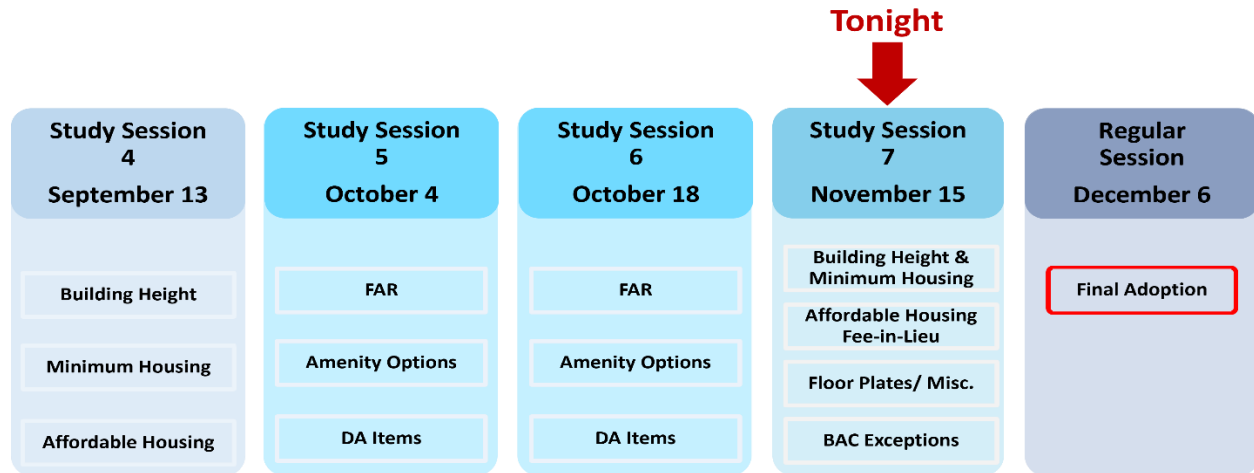 Tonight
Study Session
4
September 13
Building Height
Minimum Housing
Affordable Housing
Study Session
5
October 4
FAR
Amenity Options
DA Items
Study Session
6
October 18
FAR
Amenity Options
DA Items
Study Session
7
November 15
Building Height &
Minimum Housing
Affordable Housing
Fee-in-Lieu
Floor Plates/ Misc.
BAC Exceptions
Regular
Session
December 6
Final Adoption